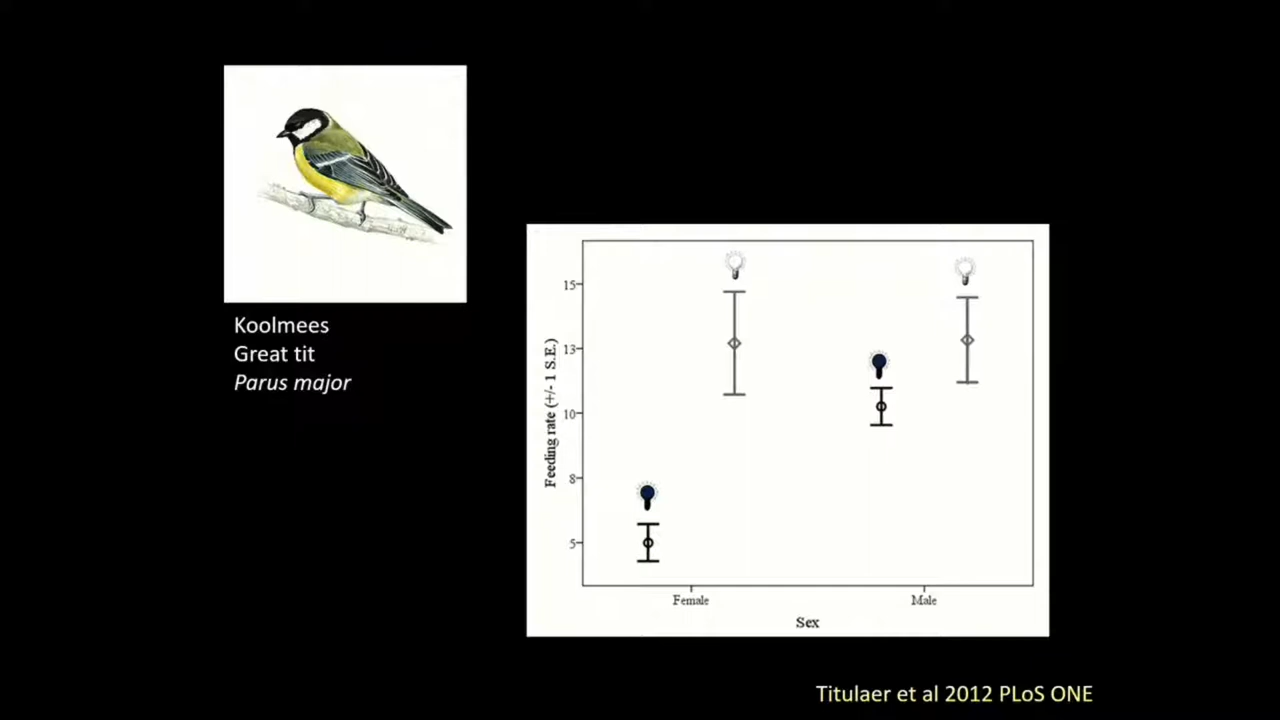 Koolmees
Great tit
Parus major
Feeding rate (+/- 1 S.E.)
15
13
10
8
5
Female
Male
Sex
Titulaer et al 2012 PLoS ONE